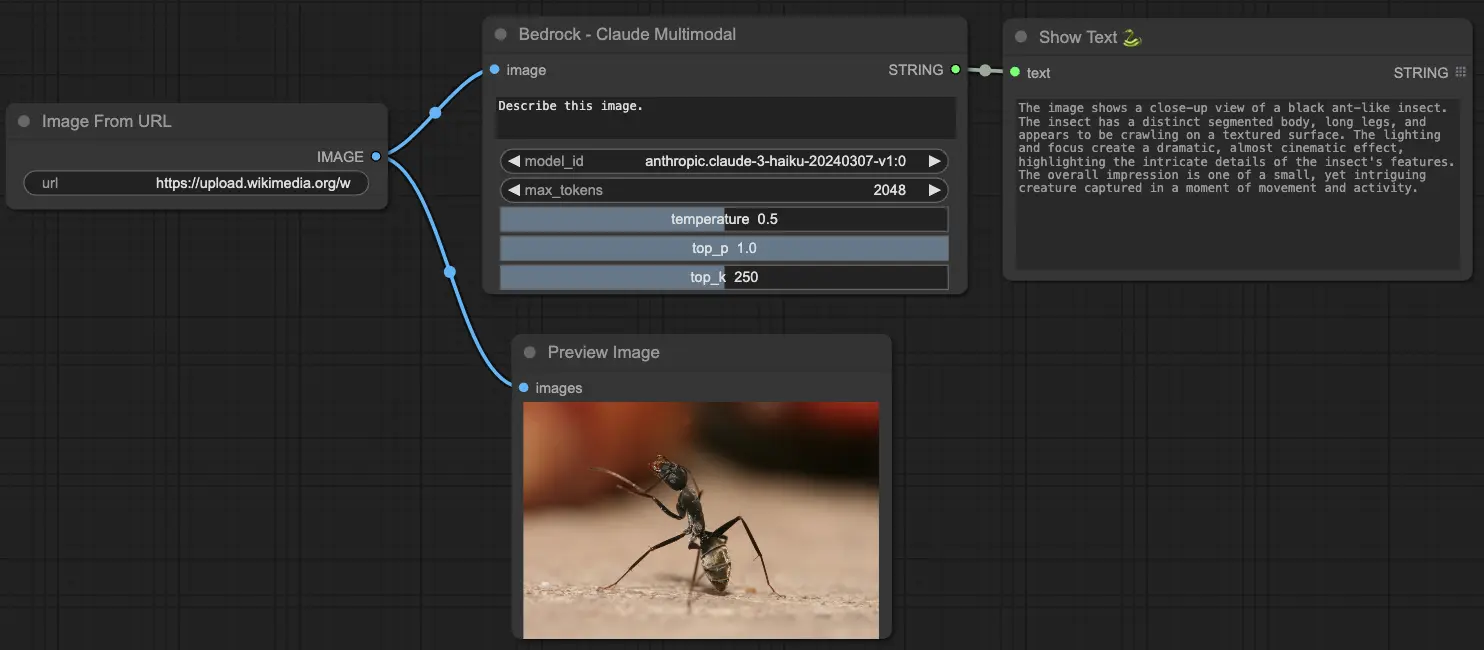 Image From URL
IMAGE
url https://upload.wikimedia.org/w
Bedrock - Claude Multimodal
image STRING
Describe this image.
model_id anthropic.claude-3-haiku-20240307-v1:0
max_tokens 2048
temperature 0.5
top_p 1.0
top_k 250
Preview Image
images
Show Text 🐍
text STRING
The image shows a close-up view of a black ant-like insect.
The insect has a distinct segmented body, long legs, and
appears to be crawling on a textured surface. The lighting
and focus create a dramatic, almost cinematic effect,
highlighting the intricate details of the insect's features.
The overall impression is one of a small, yet intriguing
creature captured in a moment of movement and activity.